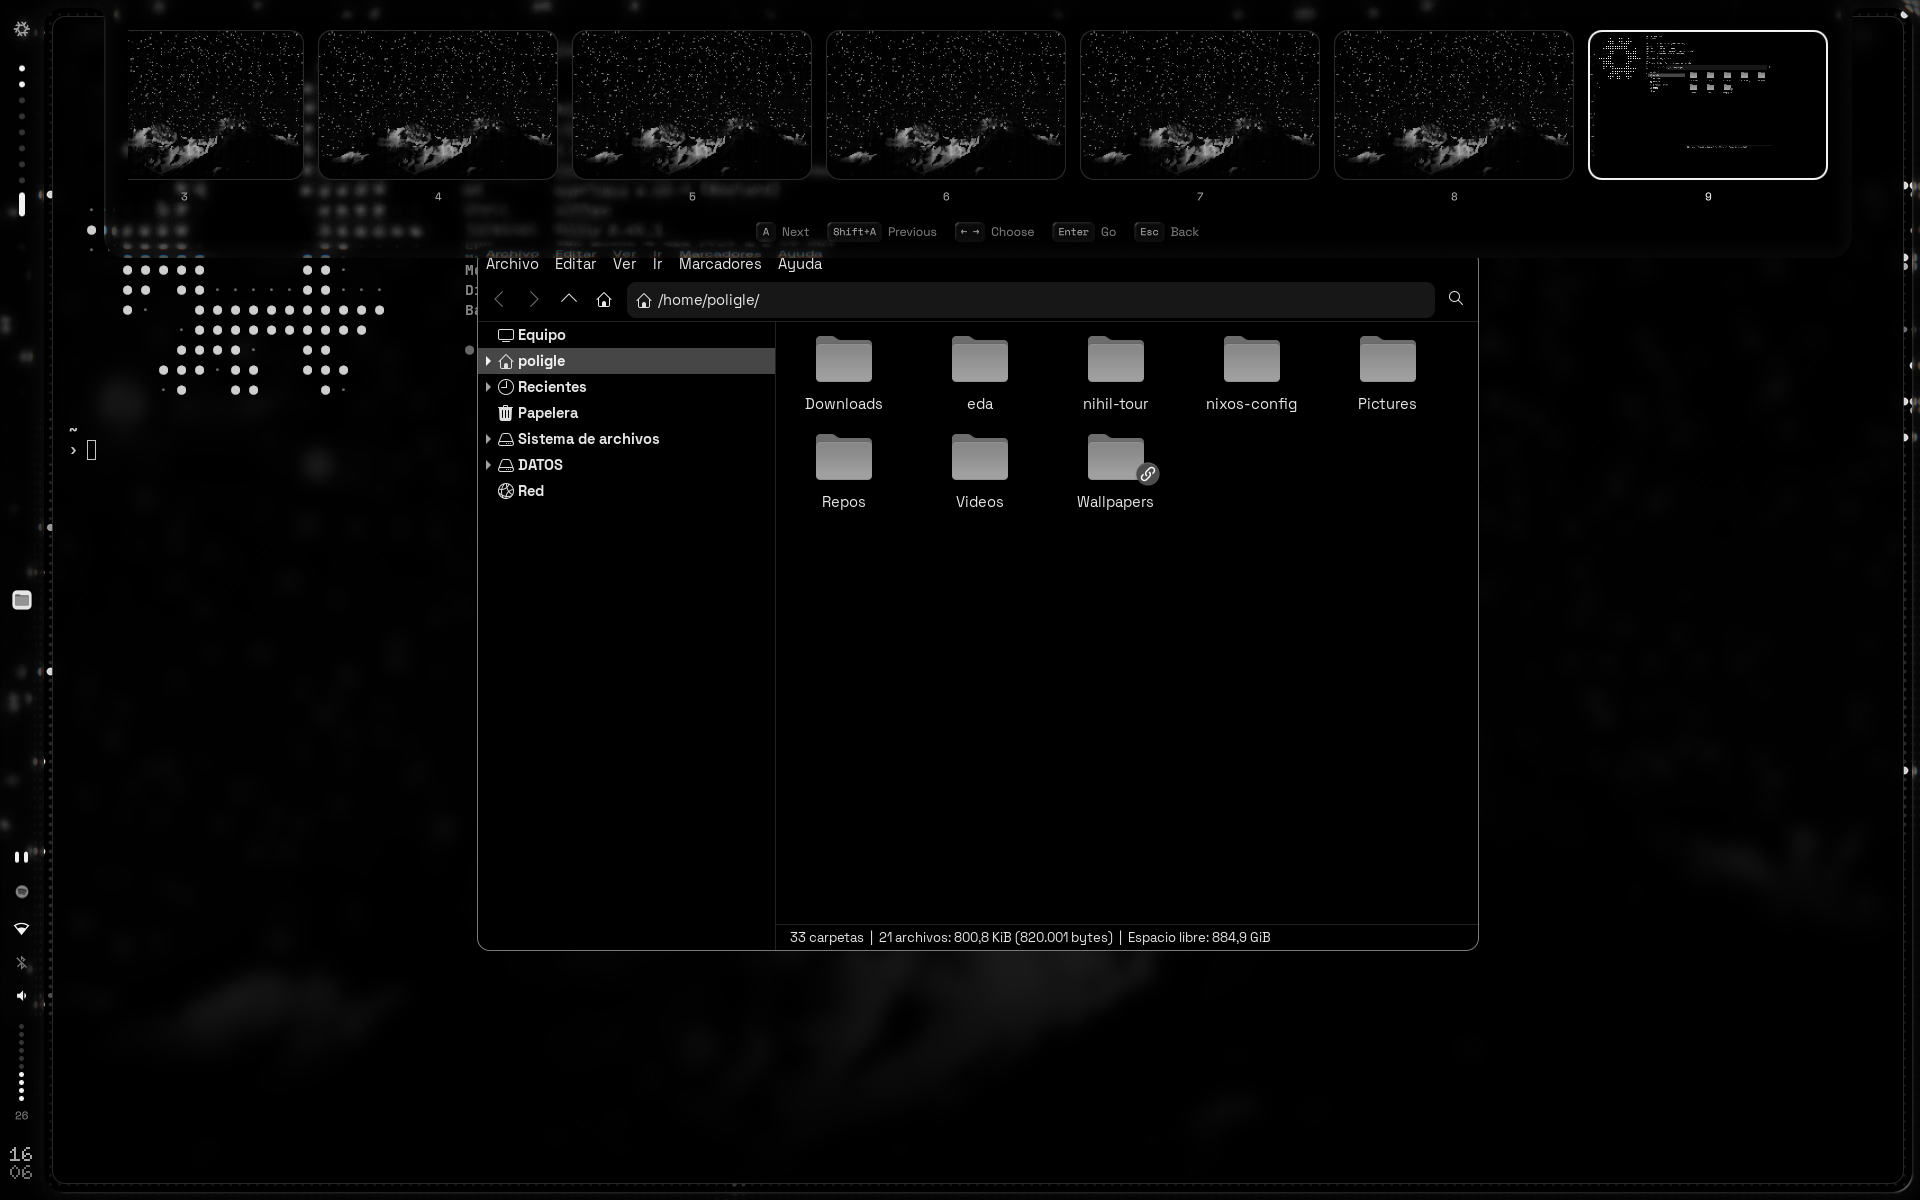 3 4 5 6 7 8 9
A Next Shift+A Previous ← → Choose Enter Go Esc Back
Archivo Editar Ver Ir Marcadores Ayuda
/home/poligle/
Equipo
poligle
Recientes
Papelera
Sistema de archivos
DATOS
Red
Downloads eda nihil-tour nixos-config Pictures
Repos Videos Wallpapers
33 carpetas | 21 archivos: 800,8 KiB (820.001 bytes) | Espacio libre: 884,9 GiB
~
›
26
16
06